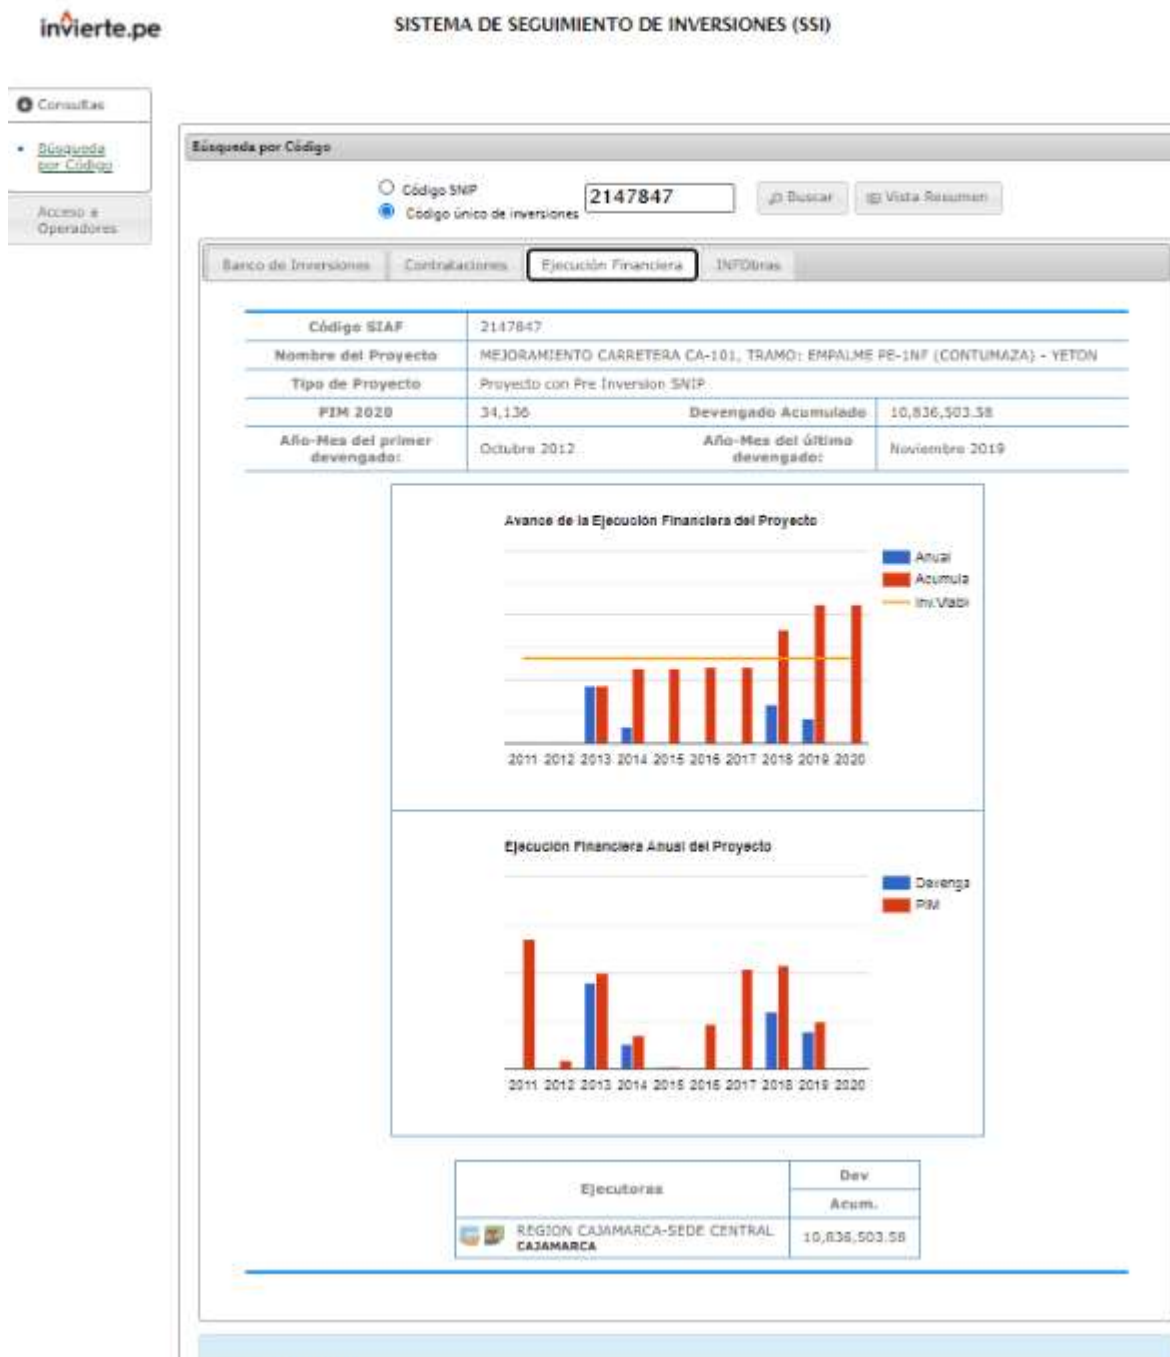 invierte.pe
SISTEMA DE SEGUIMIENTO DE INVERSIONES (SSI)
Consultas
Búsqueda
por Código
Acceso a
Operadores
Búsqueda por Código
Código SNIP
Código único de inversiones
2147847
Buscar
Vista Resumen
Banco de Inversiones
Contrataciones
Ejecución Financiera
INFObras
Código SIAF 2147847
Nombre del Proyecto MEJORAMIENTO CARRETERA CA-101, TRAMO: EMPALME PE-1NF (CONTUMAZA) - YETON
Tipo de Proyecto Proyecto con Pre Inversion SNIP
PIM 2020 34,136 Devengado Acumulado 10,836,503.58
Año-Mes del primer devengado: Octubre 2012 Año-Mes del último devengado: Noviembre 2019
Avance de la Ejecución Financiera del Proyecto
Anual
Acumula
Inv.Viabi
2011 2012 2013 2014 2015 2016 2017 2018 2019 2020
Ejecución Financiera Anual del Proyecto
Devenga
PIM
2011 2012 2013 2014 2015 2016 2017 2018 2019 2020
Ejecutoras
Dev
Acum.
REGION CAJAMARCA-SEDE CENTRAL
CAJAMARCA
10,836,503.58